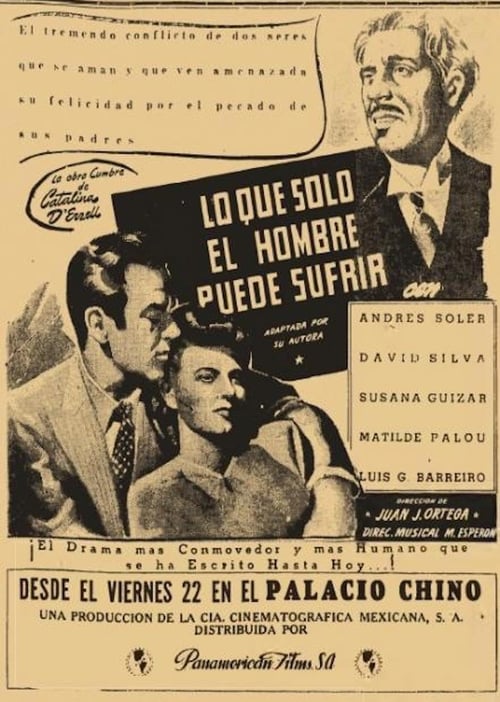 El tremendo conflicto de dos seres
que se aman y que ven amenazada
su felicidad por el pecado de
sus padres
La obra Cumbre
de
Catalina
D'Erzell
LO QUE SOLO
EL HOMBRE
PUEDE SUFRIR
ADAPTADA POR
SU AUTORA
con
ANDRES SOLER
DAVID SILVA
SUSANA GUIZAR
MATILDE PALOU
LUIS G. BARREIRO
DIRECCION DE
JUAN J. ORTEGA
DIREC. MUSICAL M. ESPERON
¡El Drama mas Conmovedor y mas Humano que
se ha Escrito Hasta Hoy...!
DESDE EL VIERNES 22 EN EL PALACIO CHINO
UNA PRODUCCION DE LA CIA. CINEMATOGRAFICA MEXICANA, S. A.
DISTRIBUIDA POR
Panamerican Films. S.A